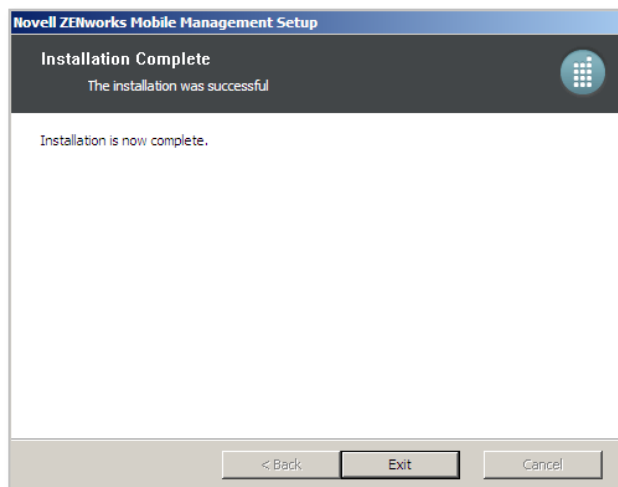 Novell ZENworks Mobile Management Setup
Installation Complete
The installation was successful
Installation is now complete.
< Back Exit Cancel